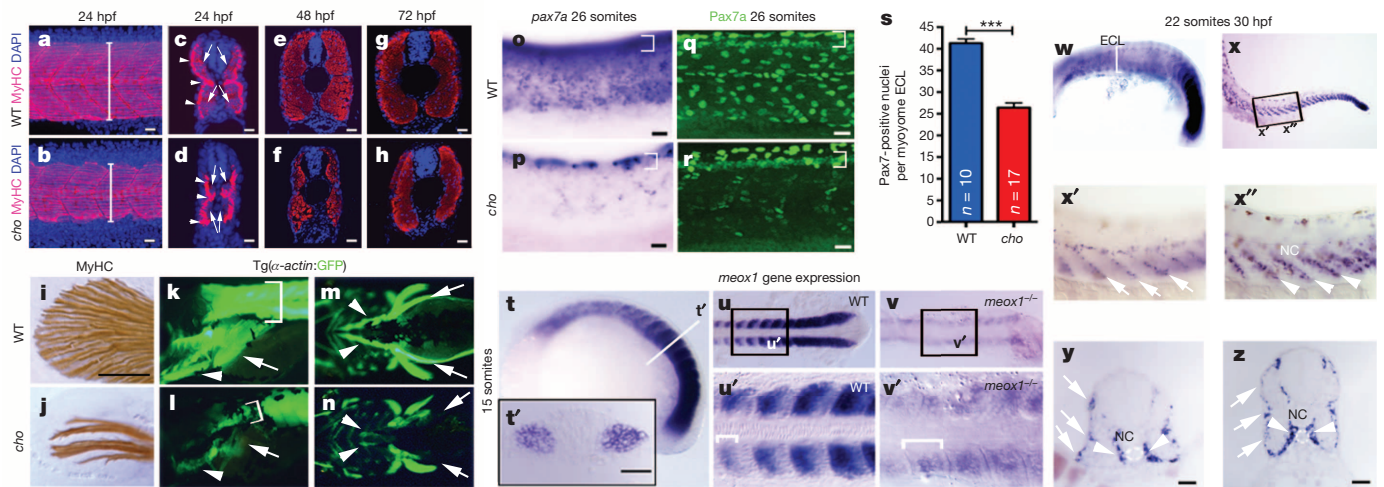 24 hpf
24 hpf
48 hpf
72 hpf
WT MyHC DAPI
cho MyHC DAPI
a
c
e
g
b
d
f
h
MyHC
Tg(α-actin:GFP)
WT
cho
i
k
m
j
l
n
pax7a 26 somites
Pax7a 26 somites
WT
cho
o
q
p
r
s
***
Pax7-positive nuclei
per myoyome ECL
45
40
35
30
25
20
15
10
5
0
n = 10
n = 17
WT
cho
meox1 gene expression
15 somites
t
t′
t′
u
WT
u′
v
meox1−/−
v′
u′
WT
v′
meox1−/−
22 somites 30 hpf
w
ECL
x
x′
x″
x′
x″
NC
y
NC
z
NC